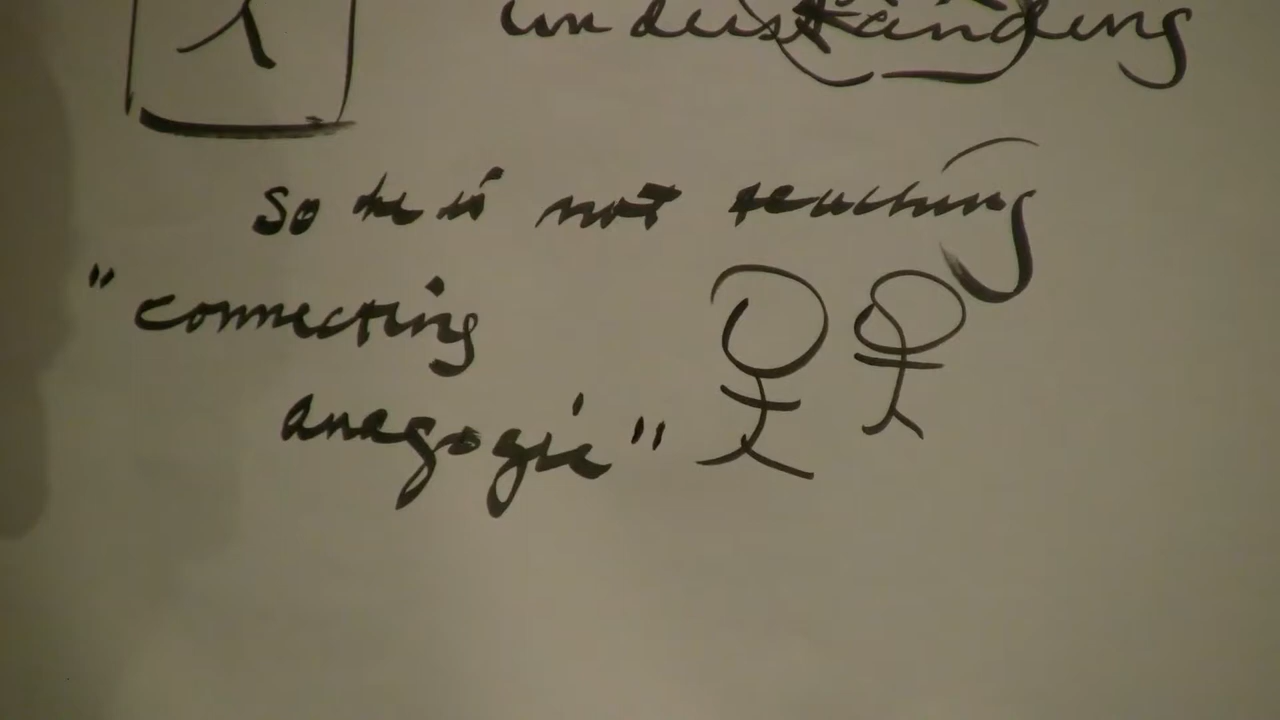 understanding
so he is not teaching
"connecting
anagogic"